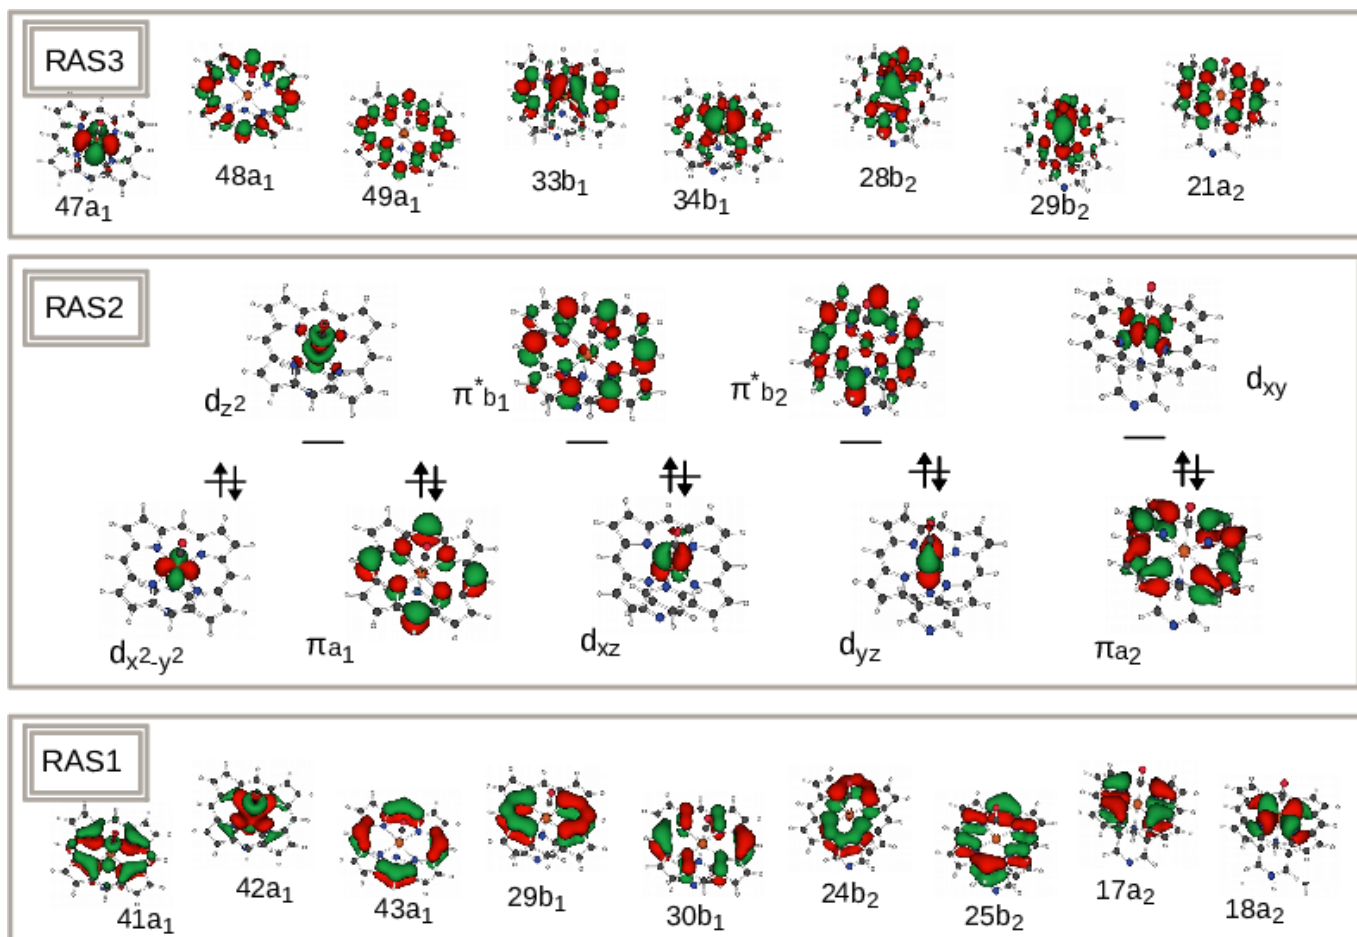 RAS3
47a1
48a1
49a1
33b1
34b1
28b2
29b2
21a2
RAS2
dz2
π*b1
π*b2
dxy
dx2-y2
πa1
dxz
dyz
πa2
RAS1
41a1
42a1
43a1
29b1
30b1
24b2
25b2
17a2
18a2